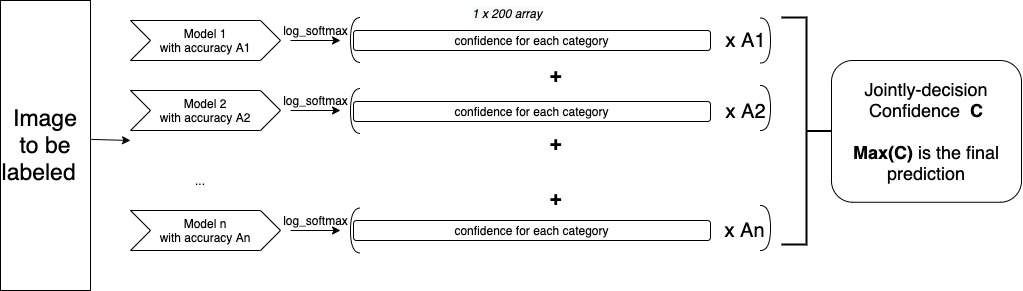 1 x 200 array
Image
to be
labeled
Model 1
with accuracy A1
log_softmax
confidence for each category
x A1
+
Model 2
with accuracy A2
log_softmax
confidence for each category
x A2
+
...
+
Model n
with accuracy An
log_softmax
confidence for each category
x An
Jointly-decision
Confidence C
Max(C) is the final
prediction